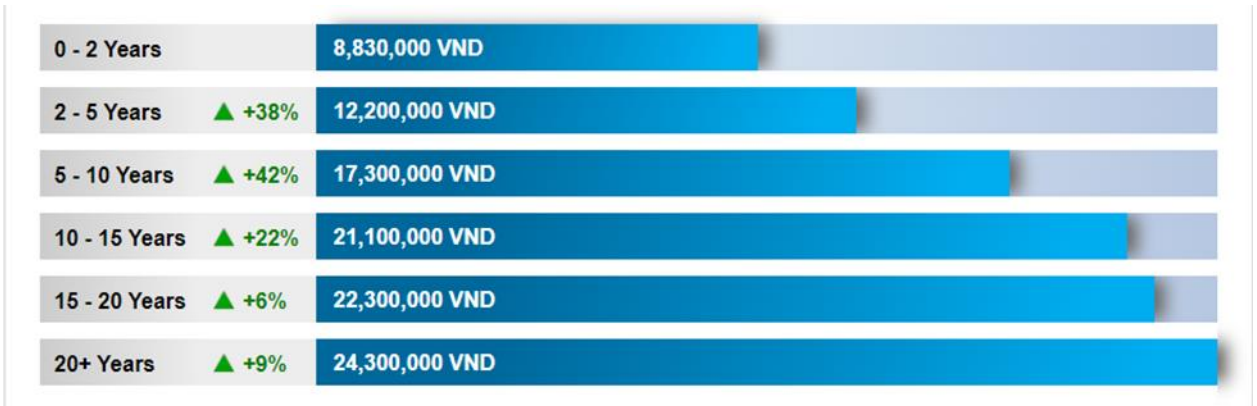 0 - 2 Years 8,830,000 VND
2 - 5 Years ▲ +38% 12,200,000 VND
5 - 10 Years ▲ +42% 17,300,000 VND
10 - 15 Years ▲ +22% 21,100,000 VND
15 - 20 Years ▲ +6% 22,300,000 VND
20+ Years ▲ +9% 24,300,000 VND